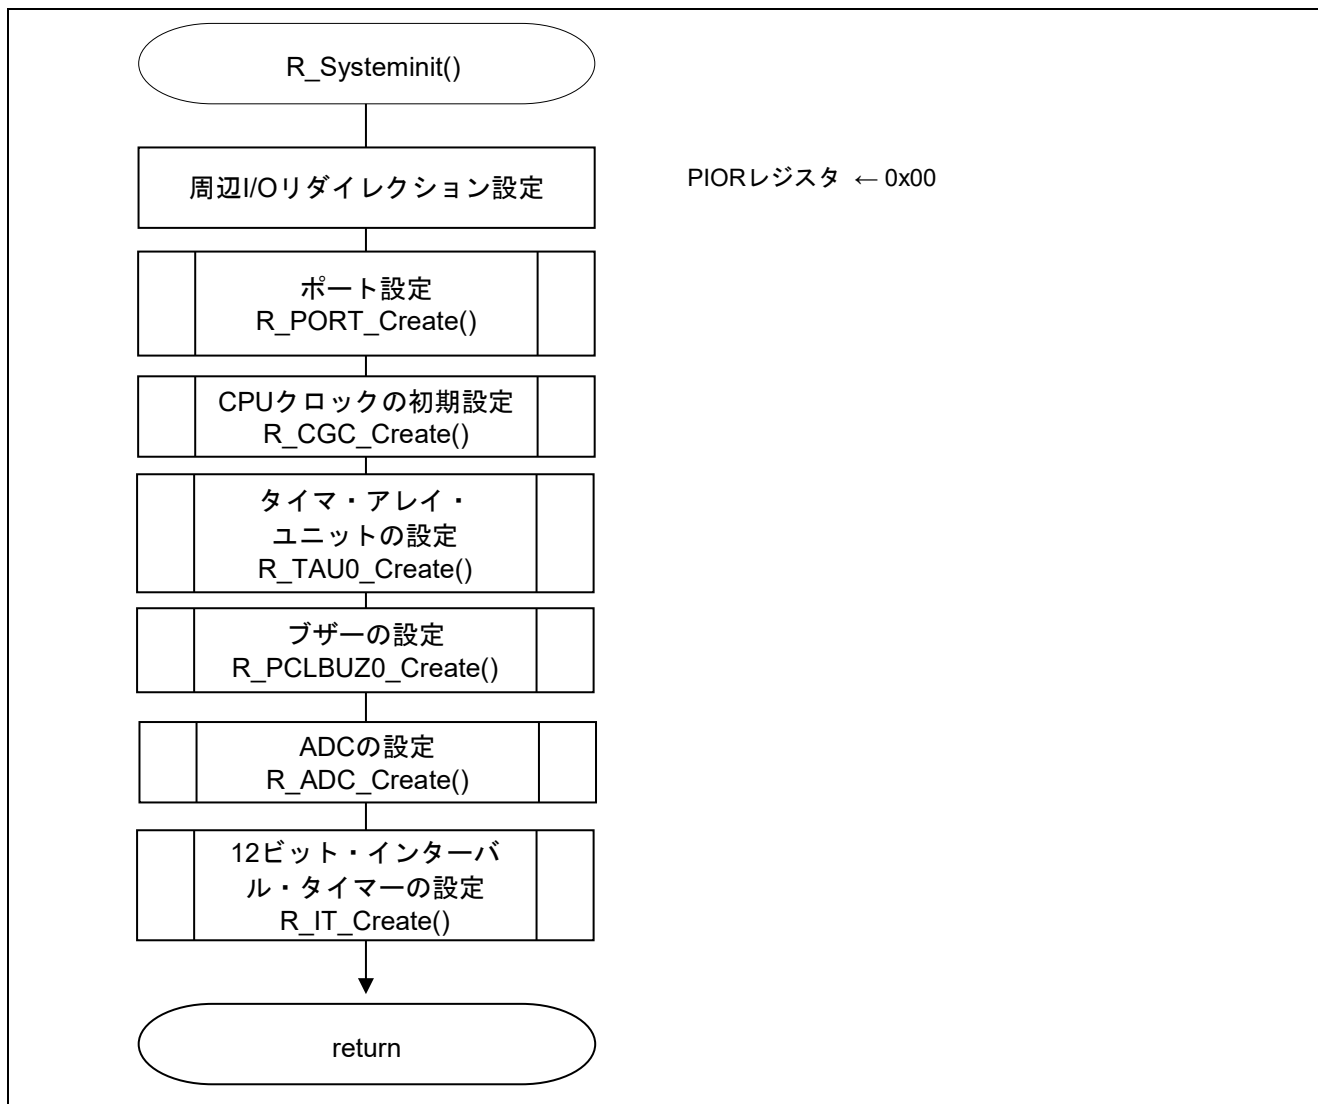 R_Systeminit()
周辺I/Oリダイレクション設定
PIORレジスタ ← 0x00
ポート設定
R_PORT_Create()
CPUクロックの初期設定
R_CGC_Create()
タイマ・アレイ・
ユニットの設定
R_TAU0_Create()
ブザーの設定
R_PCLBUZ0_Create()
ADCの設定
R_ADC_Create()
12ビット・インターバ
ル・タイマーの設定
R_IT_Create()
return